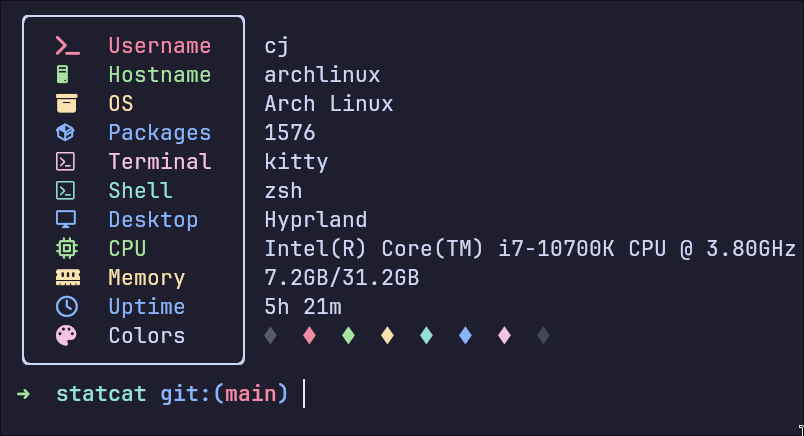 Username cj
Hostname archlinux
OS Arch Linux
Packages 1576
Terminal kitty
Shell zsh
Desktop Hyprland
CPU Intel(R) Core(TM) i7-10700K CPU @ 3.80GHz
Memory 7.2GB/31.2GB
Uptime 5h 21m
Colors
➜ statcat git:(main)